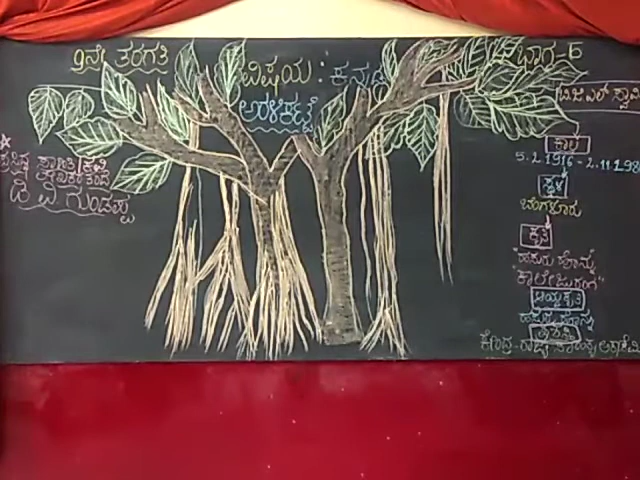 9ನೇ ತರಗತಿ
ವಿಷಯ : ಕನ್ನಡ
ಭಾಗ - 5
ಅರಳಿಕಟ್ಟೆ
ಬಿ.ಜಿ.ಎಲ್ ಸ್ವಾಮಿ
ಡಿ ವಿ ಗುಂಡಪ್ಪ
ಕಾಲ
5.2.1916 - 2.11.198
ಸ್ಥಳ
ಬೆಂಗಳೂರು
ಕೃತಿ
"ಹಸುರು ಹೊನ್ನು
ಕಾಲೇಜುರಂಗ"
ಹಸುರು ಹೊನ್ನು
ಪ್ರಶಸ್ತಿ
ಕೇಂದ್ರ - ರಾಜ್ಯ ಸಾಹಿತ್ಯ ಅಕಾಡೆಮಿ